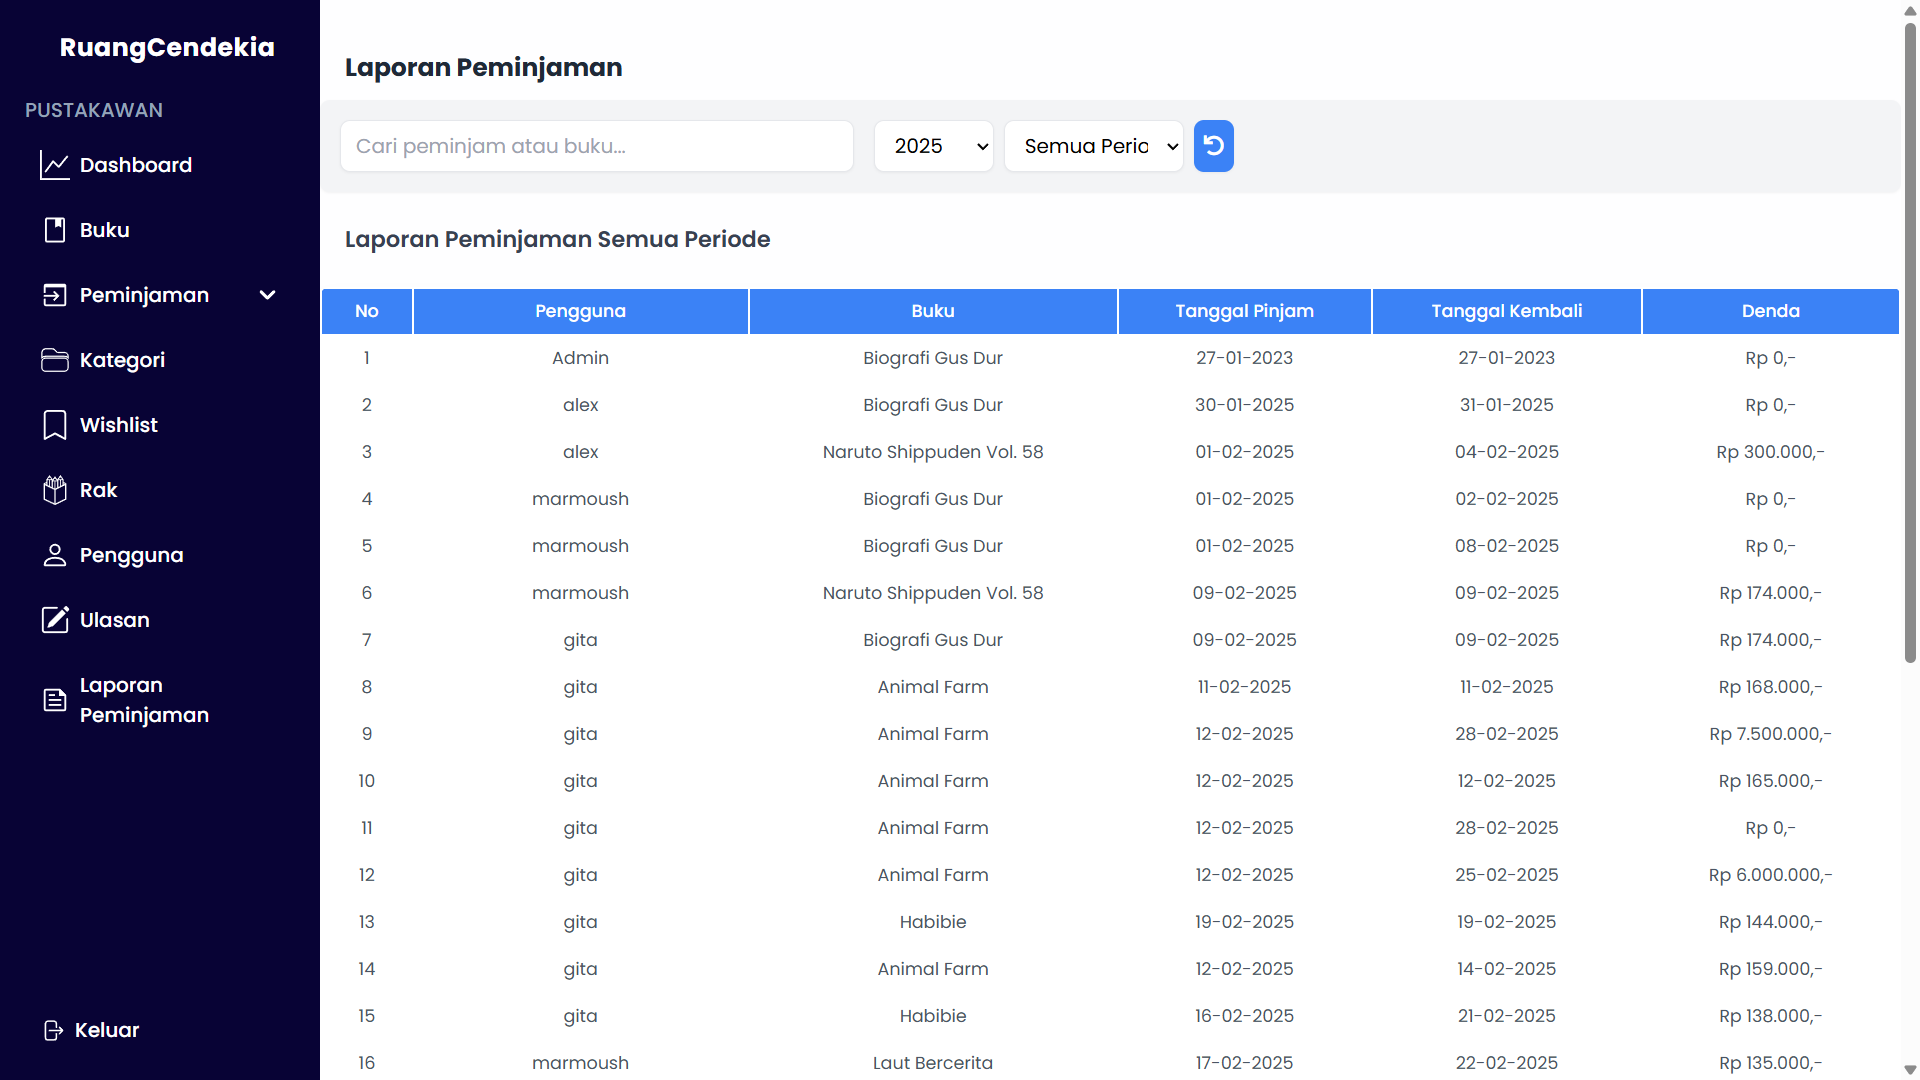 RuangCendekia
PUSTAKAWAN
Dashboard
Buku
Peminjaman
Kategori
Wishlist
Rak
Pengguna
Ulasan
Laporan
Peminjaman
Keluar
Laporan Peminjaman
Cari peminjam atau buku...
2025
Semua Perio
Laporan Peminjaman Semua Periode
No Pengguna Buku Tanggal Pinjam Tanggal Kembali Denda
1 Admin Biografi Gus Dur 27-01-2023 27-01-2023 Rp 0,-
2 alex Biografi Gus Dur 30-01-2025 31-01-2025 Rp 0,-
3 alex Naruto Shippuden Vol. 58 01-02-2025 04-02-2025 Rp 300.000,-
4 marmoush Biografi Gus Dur 01-02-2025 02-02-2025 Rp 0,-
5 marmoush Biografi Gus Dur 01-02-2025 08-02-2025 Rp 0,-
6 marmoush Naruto Shippuden Vol. 58 09-02-2025 09-02-2025 Rp 174.000,-
7 gita Biografi Gus Dur 09-02-2025 09-02-2025 Rp 174.000,-
8 gita Animal Farm 11-02-2025 11-02-2025 Rp 168.000,-
9 gita Animal Farm 12-02-2025 28-02-2025 Rp 7.500.000,-
10 gita Animal Farm 12-02-2025 12-02-2025 Rp 165.000,-
11 gita Animal Farm 12-02-2025 28-02-2025 Rp 0,-
12 gita Animal Farm 12-02-2025 25-02-2025 Rp 6.000.000,-
13 gita Habibie 19-02-2025 19-02-2025 Rp 144.000,-
14 gita Animal Farm 12-02-2025 14-02-2025 Rp 159.000,-
15 gita Habibie 16-02-2025 21-02-2025 Rp 138.000,-
16 marmoush Laut Bercerita 17-02-2025 22-02-2025 Rp 135.000,-